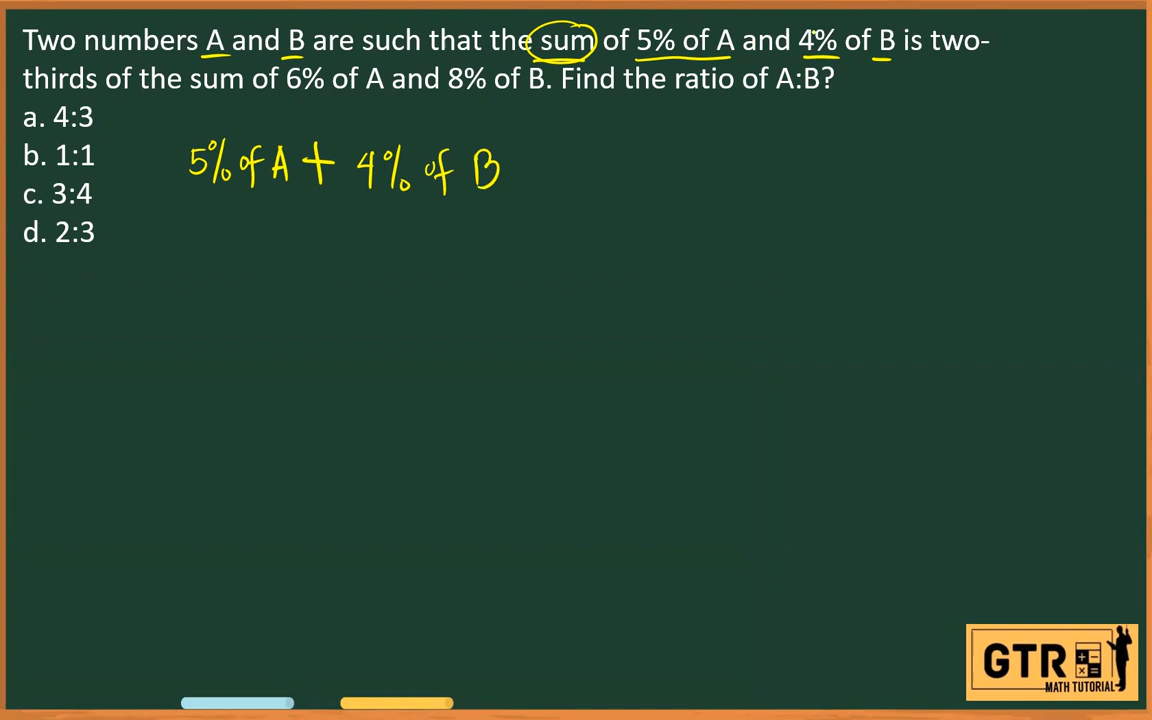 Two numbers A and B are such that the sum of 5% of A and 4% of B is two-
thirds of the sum of 6% of A and 8% of B. Find the ratio of A:B?
a. 4:3
b. 1:1
c. 3:4
d. 2:3
5% of A + 4% of B
GTR
MATH TUTORIAL